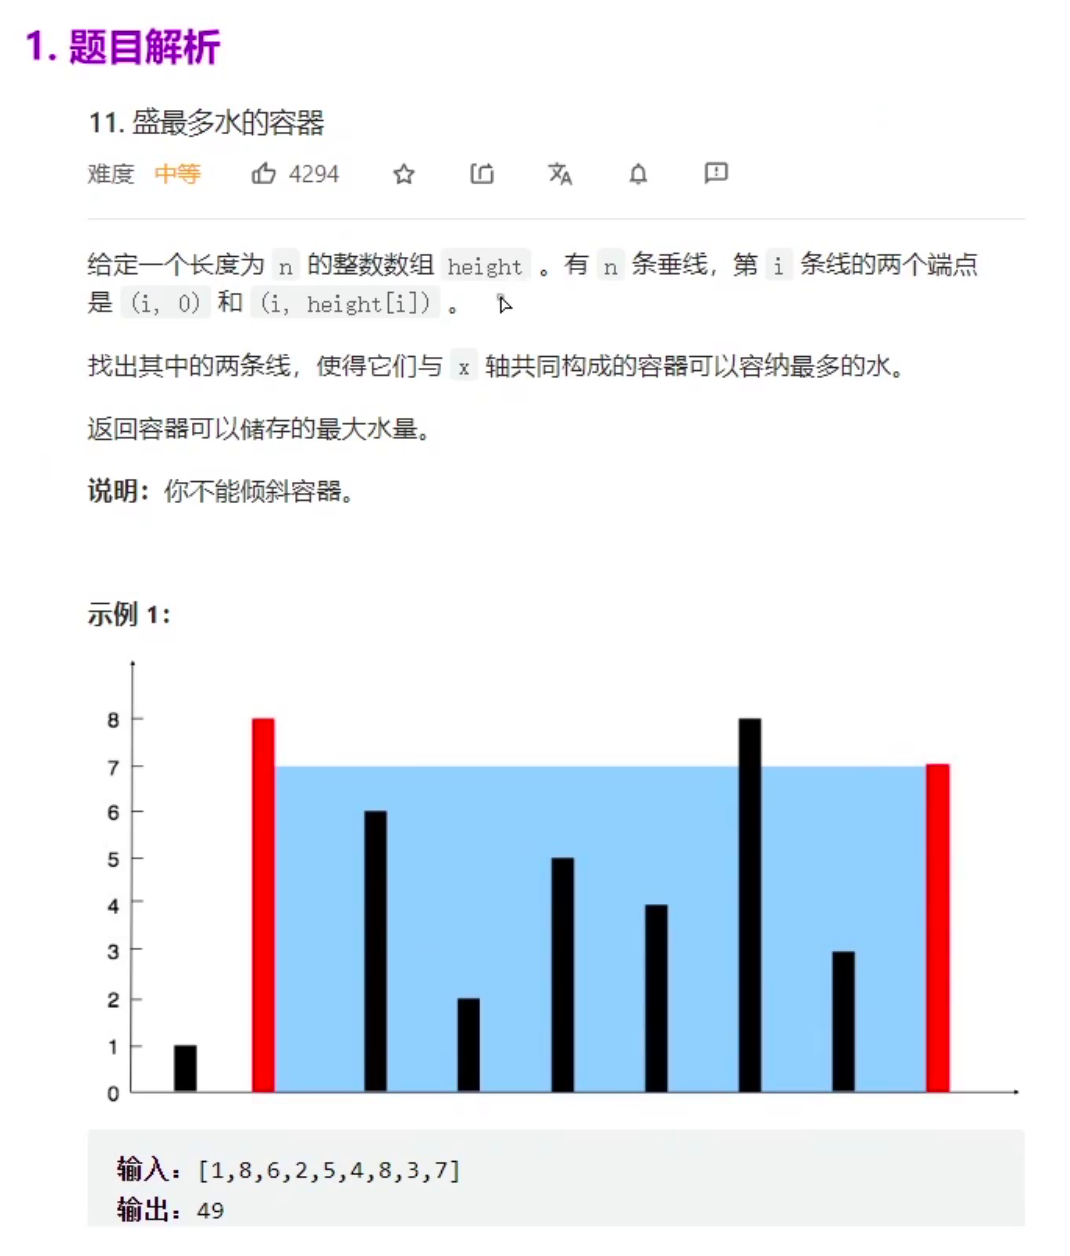 1. 题目解析
11. 盛最多水的容器
难度 中等 4294
给定一个长度为 n 的整数数组 height 。有 n 条垂线，第 i 条线的两个端点
是 (i, 0) 和 (i, height[i]) 。
找出其中的两条线，使得它们与 x 轴共同构成的容器可以容纳最多的水。
返回容器可以储存的最大水量。
说明：你不能倾斜容器。
示例 1：
8
7
6
5
4
3
2
1
0
输入：[1,8,6,2,5,4,8,3,7]
输出：49